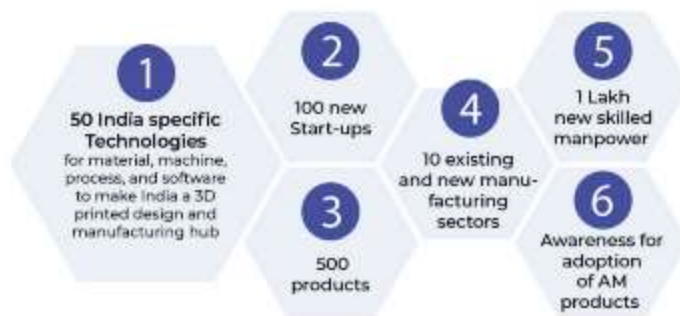 1
50 India specific
Technologies
for material, machine,
process, and software
to make India a 3D
printed design and
manufacturing hub
2
100 new
Start-ups
3
500
products
4
10 existing
and new manu-
facturing
sectors
5
1 Lakh
new skilled
manpower
6
Awareness for
adoption
of AM
products